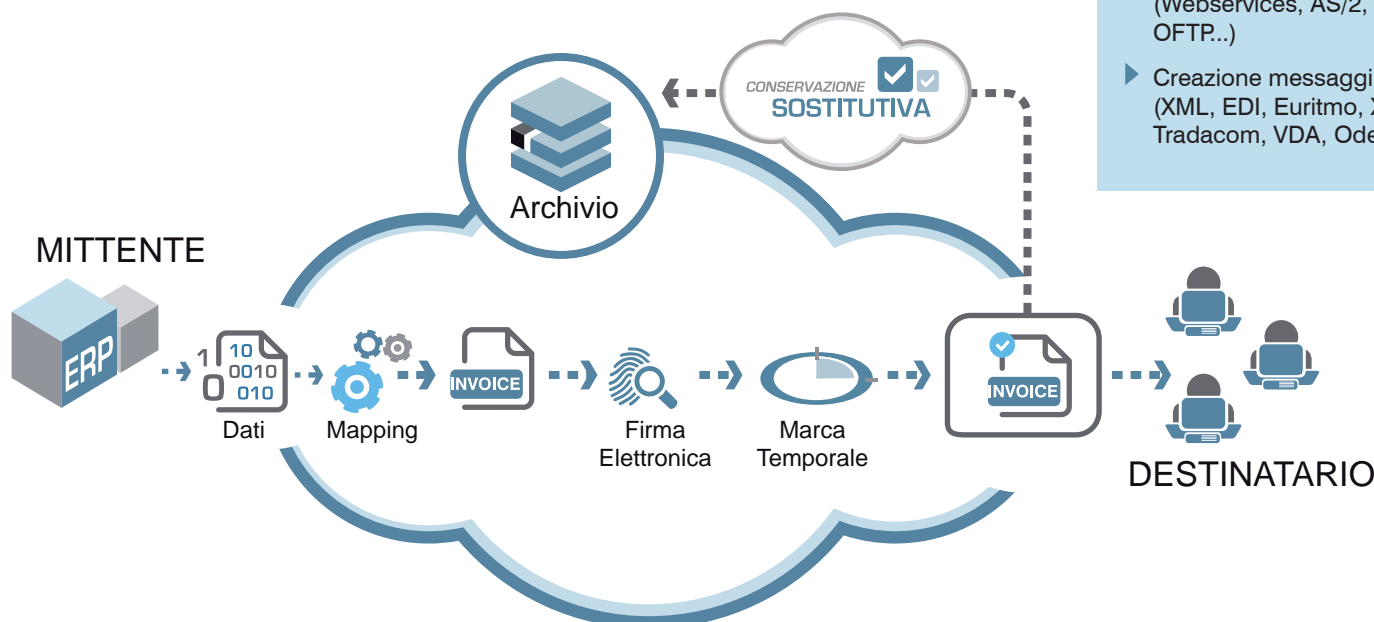 (Webservices, AS/2,
OFTP...)
Creazione messaggi
(XML, EDI, Euritmo,
Tradacom, VDA,
CONSERVAZIONE
SOSTITUTIVA
Archivio
MITTENTE
ERP
1 10
0010
0 010
Dati
Mapping
INVOICE
Firma
Elettronica
Marca
Temporale
INVOICE
DESTINATARIO